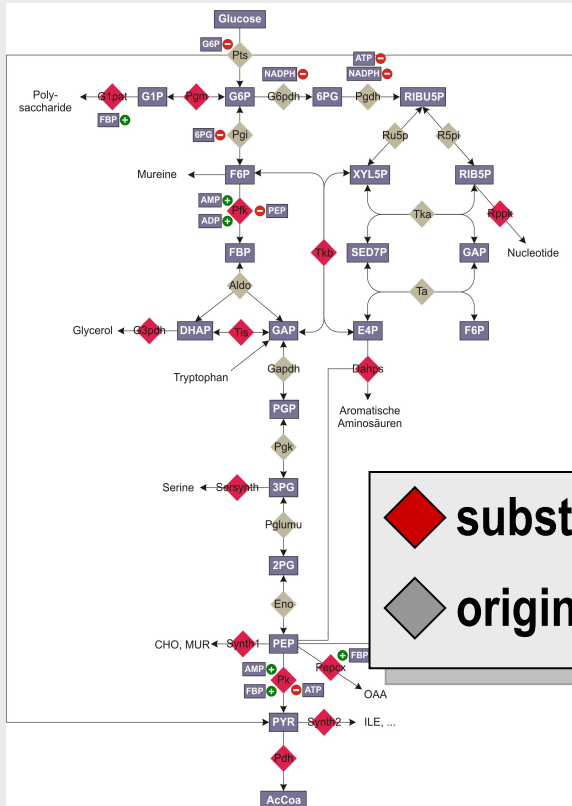 Glucose
G6P
Pts
ATP
NADPH
NADPH
Poly-
saccharide
G1pat
G1P
Pgm
G6P
G6pdh
6PG
Pgdh
RIBU5P
FBP
6PG
Pgi
Ru5p
R5pi
Mureine
F6P
XYL5P
RIB5P
AMP
ADP
Pfk
PEP
Tka
Rppk
FBP
Tkb
SED7P
GAP
Nucleotide
Aldo
Ta
Glycerol
G3pdh
DHAP
Tis
GAP
E4P
F6P
Tryptophan
Gapdh
Dahps
PGP
Aromatische
Aminosäuren
Pgk
Serine
Sersynth
3PG
Pglumu
2PG
Eno
CHO, MUR
Synth1
PEP
Pepcx
FBP
AMP
FBP
Pk
ATP
OAA
PYR
Synth2
ILE, ...
Pdh
AcCoa
subst
origin